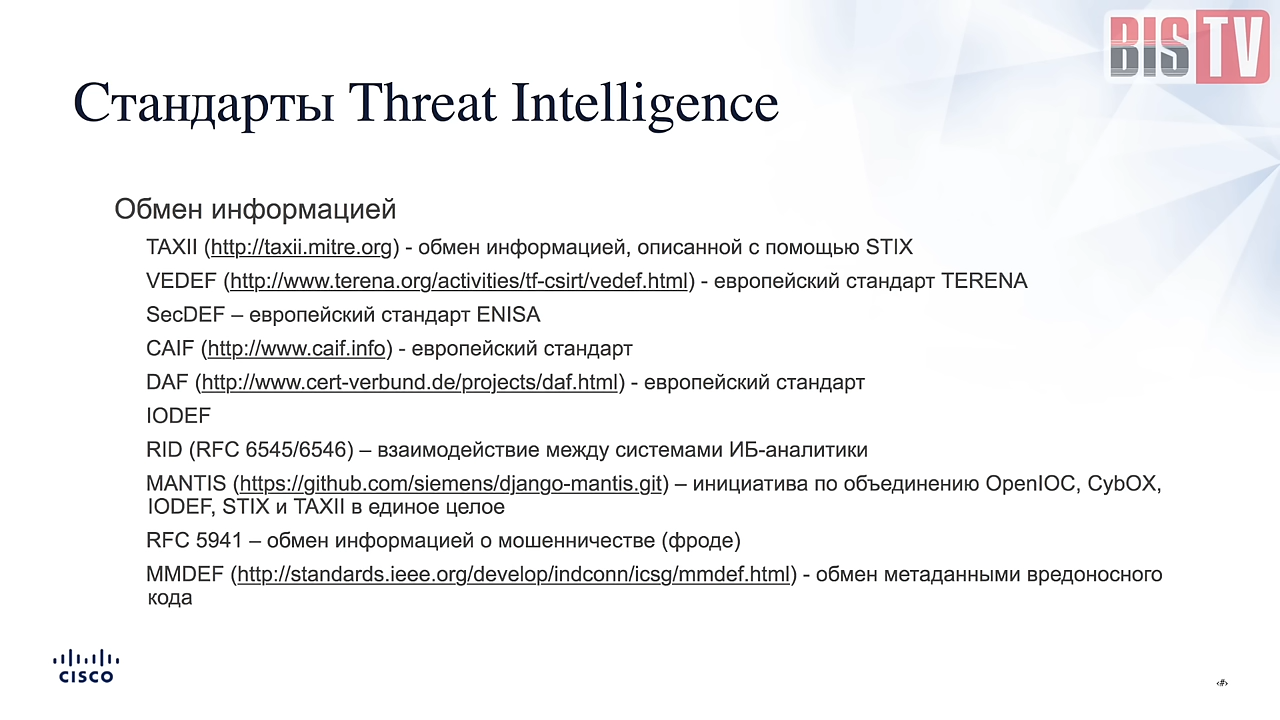 BIS TV
Стандарты Threat Intelligence
Обмен информацией
TAXII (http://taxii.mitre.org) - обмен информацией, описанной с помощью STIX
VEDEF (http://www.terena.org/activities/tf-csirt/vedef.html) - европейский стандарт TERENA
SecDEF – европейский стандарт ENISA
CAIF (http://www.caif.info) - европейский стандарт
DAF (http://www.cert-verbund.de/projects/daf.html) - европейский стандарт
IODEF
RID (RFC 6545/6546) – взаимодействие между системами ИБ-аналитики
MANTIS (https://github.com/siemens/django-mantis.git) – инициатива по объединению OpenIOC, CybOX,
IODEF, STIX и TAXII в единое целое
RFC 5941 – обмен информацией о мошенничестве (фроде)
MMDEF (http://standards.ieee.org/develop/indconn/icsg/mmdef.html) - обмен метаданными вредоносного
кода
CISCO
‹#›